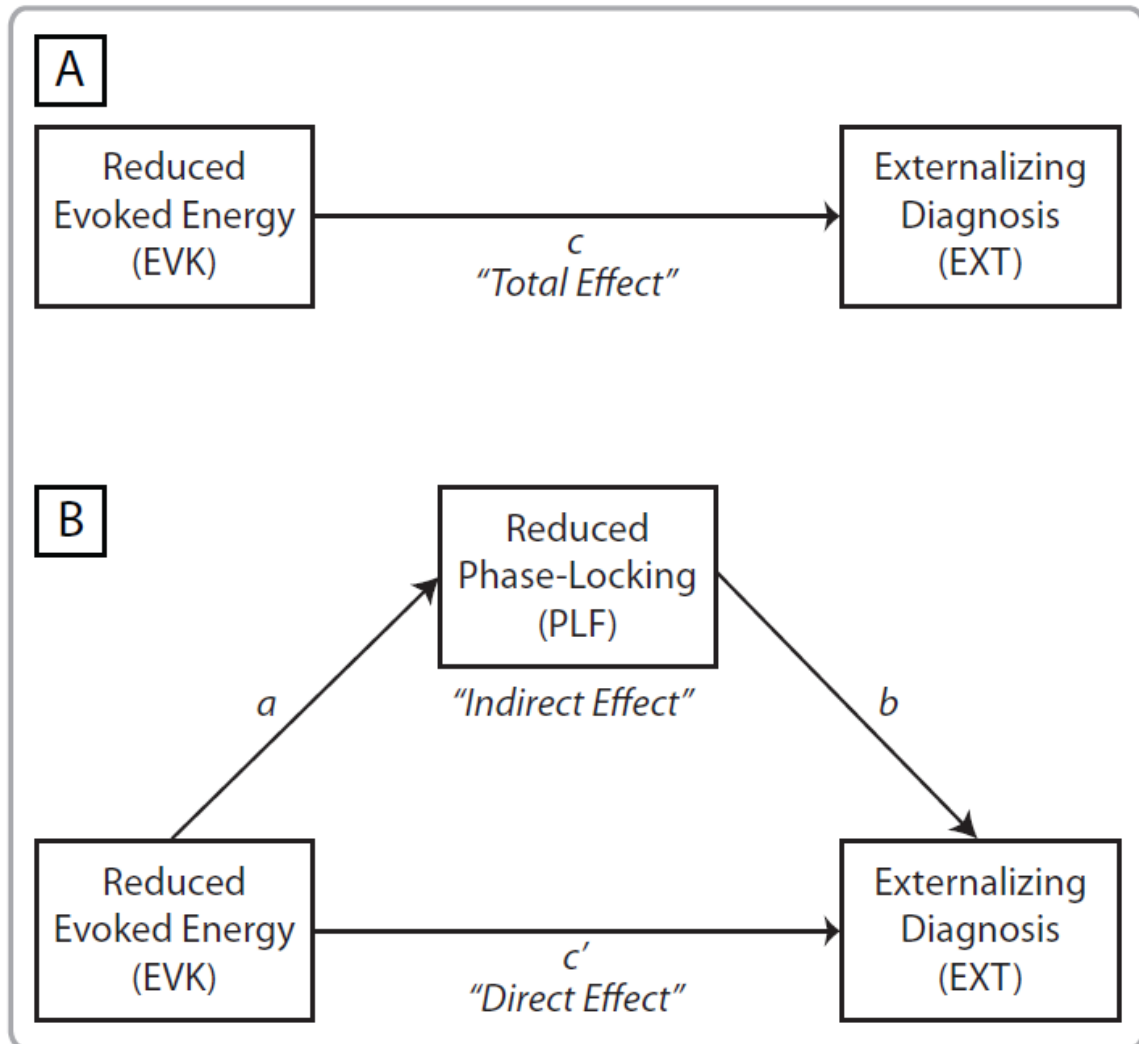 A
Reduced
Evoked Energy
(EVK)
c
“Total Effect”
Externalizing
Diagnosis
(EXT)
B
Reduced
Phase-Locking
(PLF)
“Indirect Effect”
a
b
Reduced
Evoked Energy
(EVK)
c’
“Direct Effect”
Externalizing
Diagnosis
(EXT)